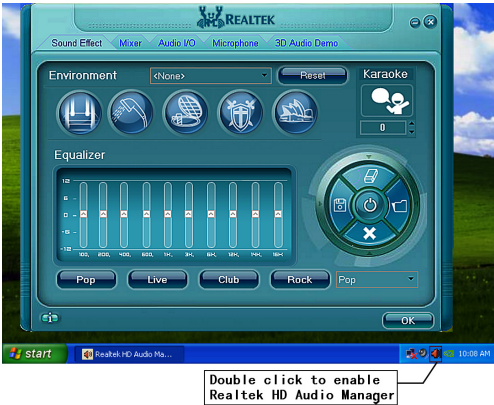 REALTEK
Sound Effect Mixer Audio I/O Microphone 3D Audio Demo
Environment <None> Reset Karaoke
0
Equalizer
12
6
0
-6
-12
100, 200, 400, 600, 1K, 3K, 6K, 12K, 14K, 16K
Pop Live Club Rock Pop
OK
start Realtek HD Audio Ma... 10:08 AM
Double click to enable
Realtek HD Audio Manager